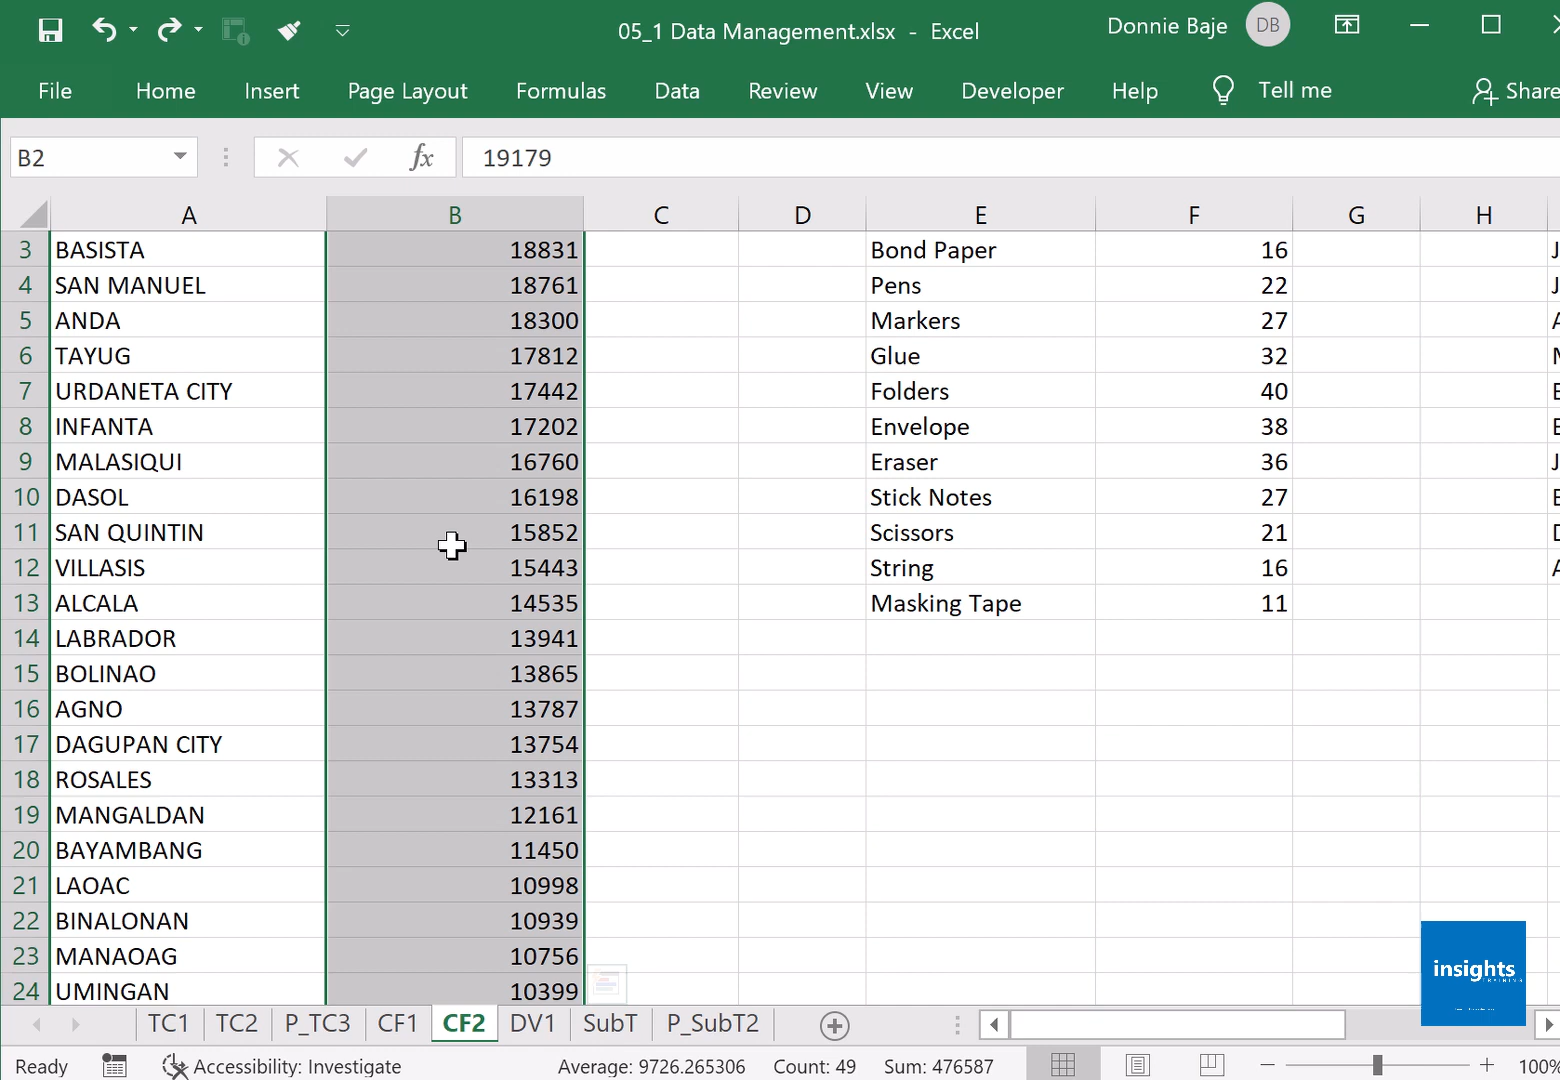 05_1 Data Management.xlsx - Excel
Donnie Baje DB
File Home Insert Page Layout Formulas Data Review View Developer Help Tell me Share
B2 fx 19179
A B C D E F G H
3 BASISTA 18831 Bond Paper 16 J
4 SAN MANUEL 18761 Pens 22 J
5 ANDA 18300 Markers 27 A
6 TAYUG 17812 Glue 32
7 URDANETA CITY 17442 Folders 40
8 INFANTA 17202 Envelope 38
9 MALASIQUI 16760 Eraser 36 J
10 DASOL 16198 Stick Notes 27
11 SAN QUINTIN 15852 Scissors 21
12 VILLASIS 15443 String 16 A
13 ALCALA 14535 Masking Tape 11
14 LABRADOR 13941
15 BOLINAO 13865
16 AGNO 13787
17 DAGUPAN CITY 13754
18 ROSALES 13313
19 MANGALDAN 12161
20 BAYAMBANG 11450
21 LAOAC 10998
22 BINALONAN 10939
23 MANAOAG 10756
24 UMINGAN 10399
insights
TC1 TC2 P_TC3 CF1 CF2 DV1 SubT P_SubT2
Ready Accessibility: Investigate Average: 9726.265306 Count: 49 Sum: 476587 100%